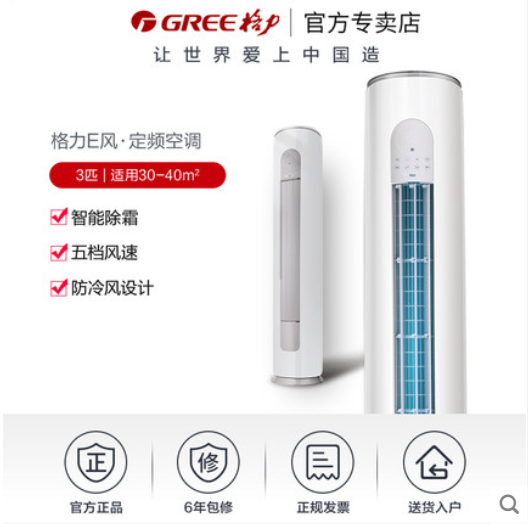 GREE格力 | 官方专卖店
让世界爱上中国造
格力E风·定频空调
3匹 | 适用30-40m²
智能除霜
五档风速
防冷风设计
正 修
官方正品 6年包修 正规发票 送货入户